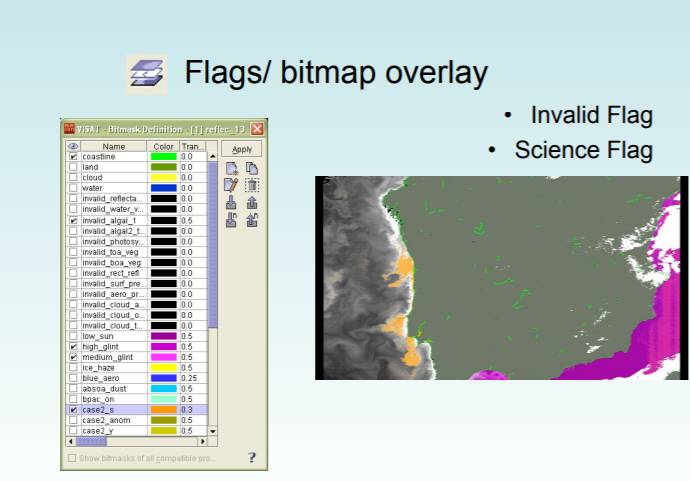 Flags/ bitmap overlay
• Invalid Flag
• Science Flag
VISAT - Bitmask Definition - [1] reflec_13
Name Color Tran...
Apply
coastline 0.0
land 0.0
cloud 0.0
water 0.0
invalid_reflecta... 0.0
invalid_water_v... 0.0
invalid_algal_1 0.5
invalid_algal2_t... 0.0
invalid_photosy... 0.0
invalid_toa_veg 0.0
invalid_boa_veg 0.0
invalid_rect_refl 0.0
invalid_surf_pre... 0.0
invalid_aero_pr... 0.0
invalid_cloud_a... 0.0
invalid_cloud_o... 0.0
invalid_cloud_t... 0.0
low_sun 0.5
high_glint 0.5
medium_glint 0.5
ice_haze 0.5
blue_aero 0.25
absoa_dust 0.5
bpac_on 0.5
case2_s 0.3
case2_anom 0.5
case2_y 0.5
Show bitmasks of all compatible pro...
?